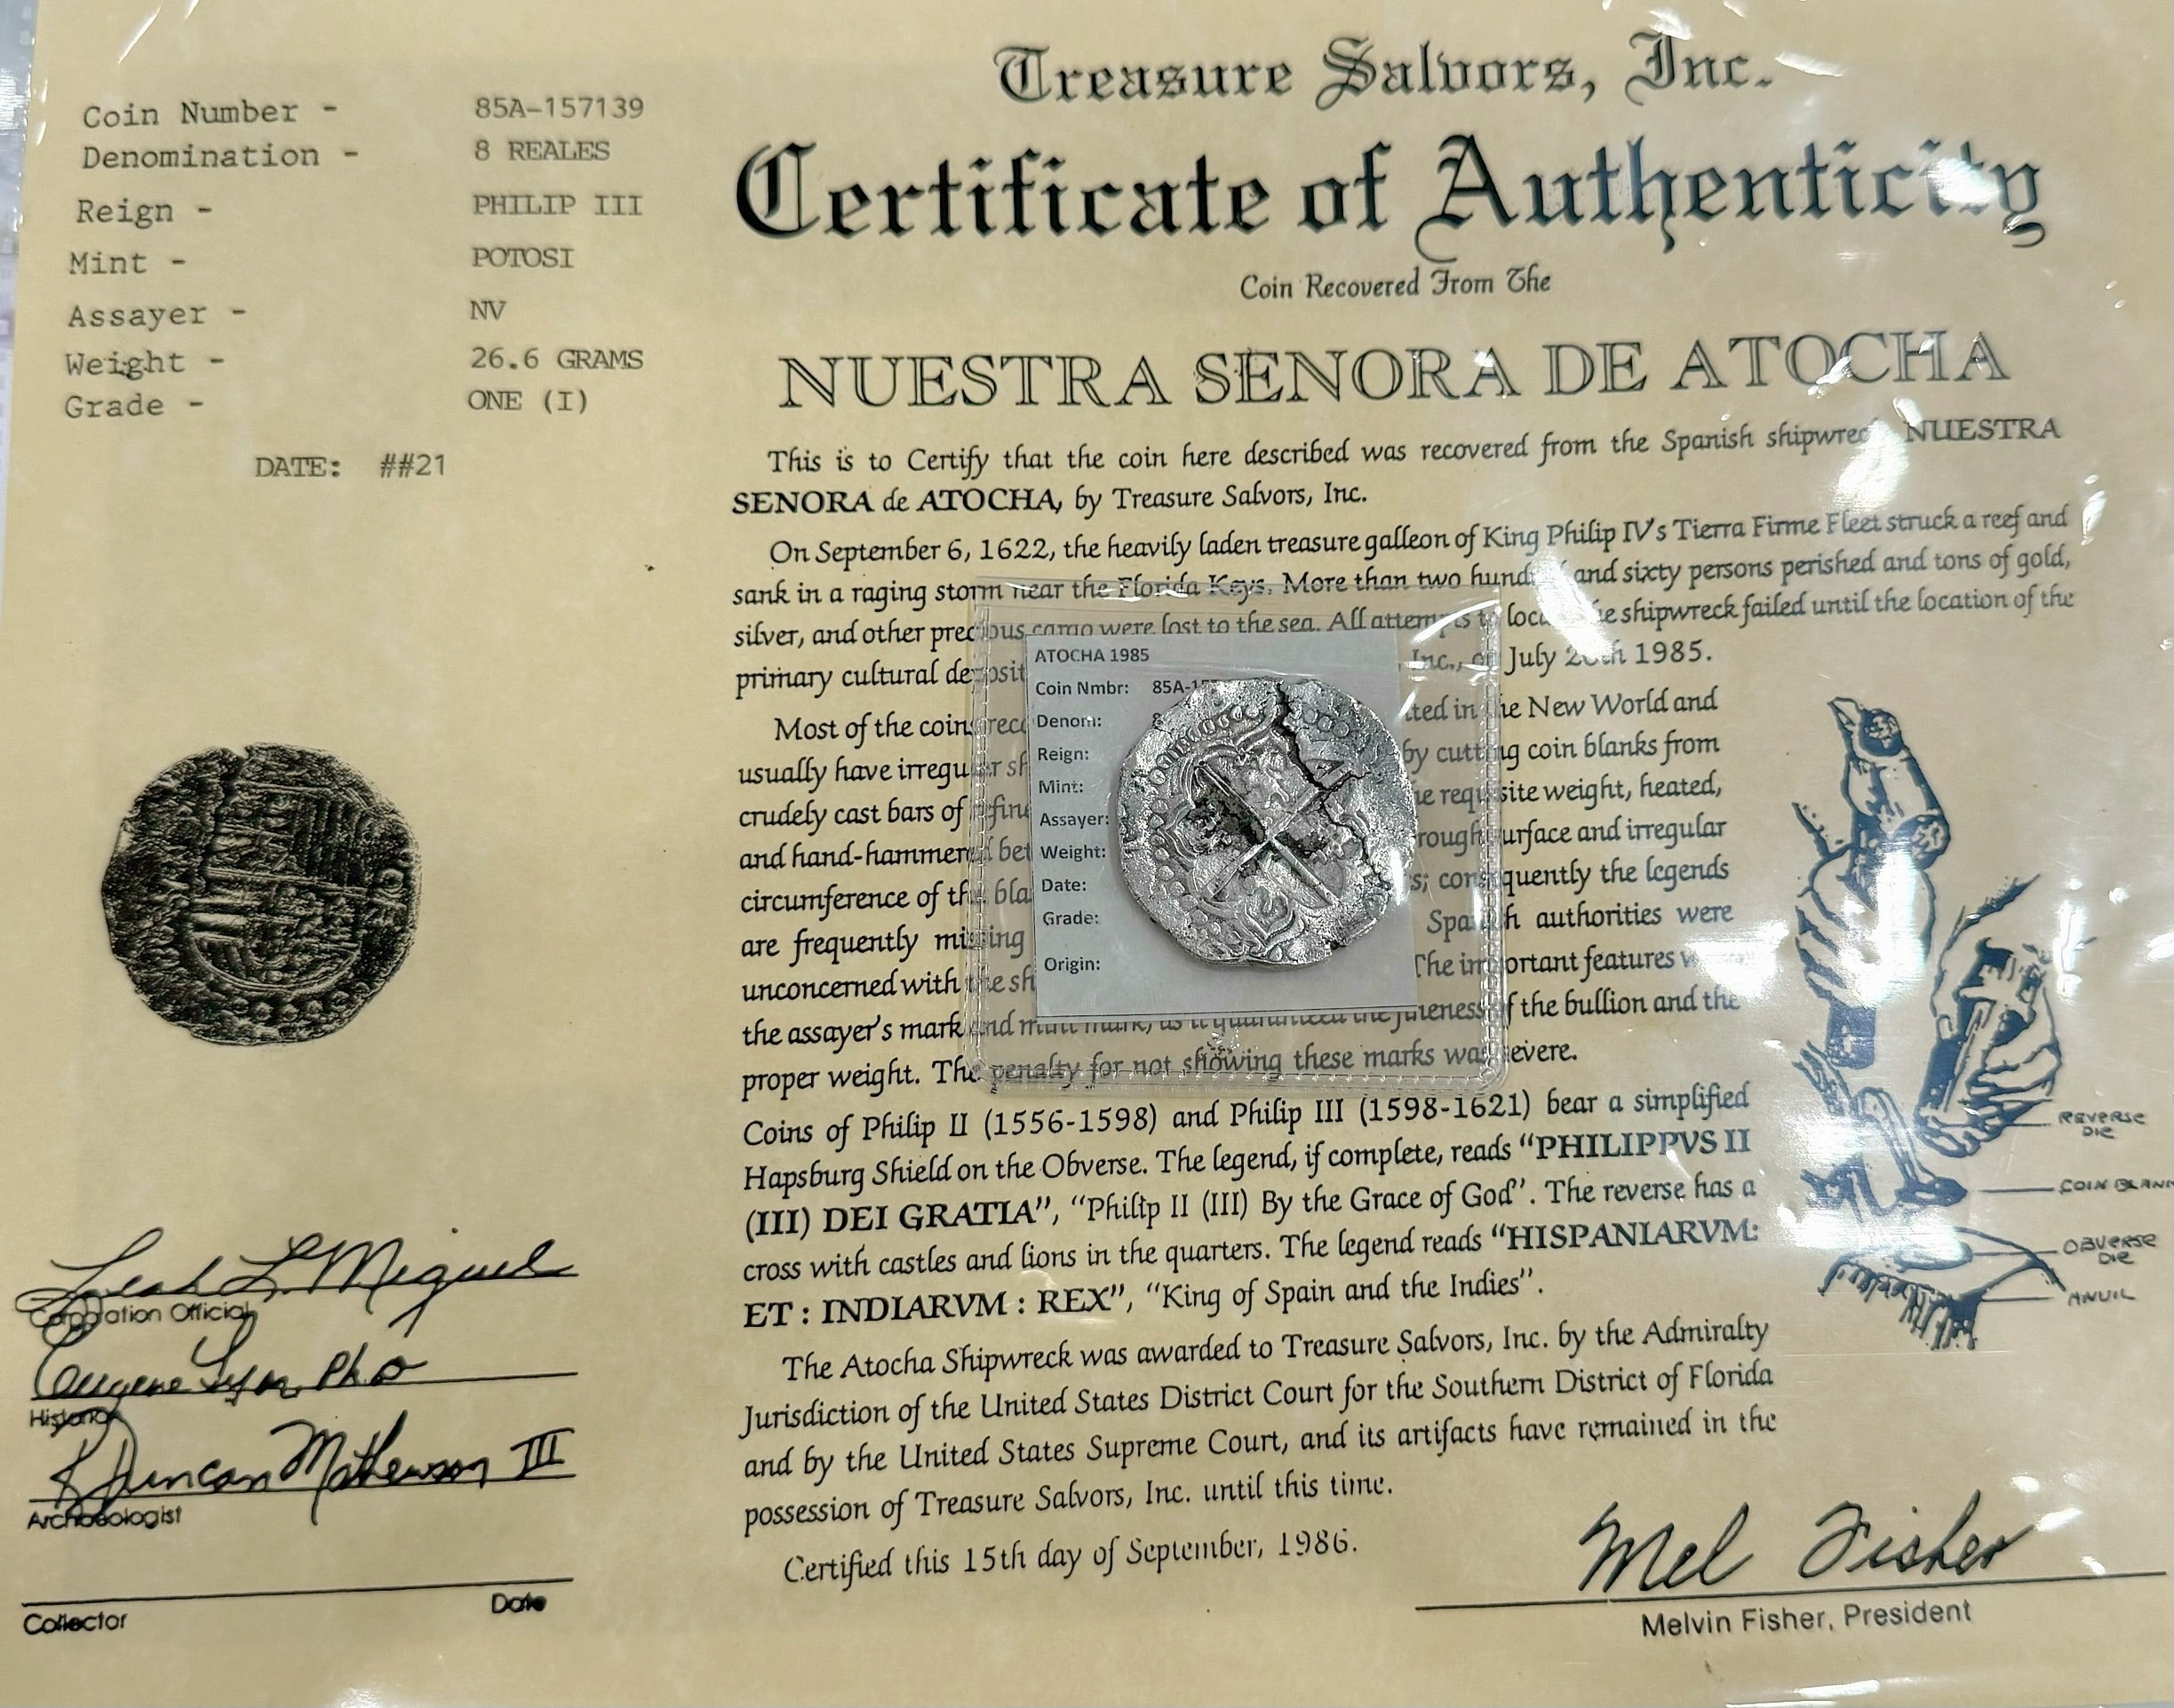 Coin Number - 85A-157139
Denomination - 8 REALES
Reign - PHILIP III
Mint - POTOSI
Assayer - NV
Weight - 26.6 GRAMS
Grade - ONE (I)
DATE: ##21
Treasure Salvors, Inc.
Certificate of Authenticity
Coin Recovered From The
NUESTRA SENORA DE ATOCHA
This is to Certify that the coin here described was recovered from the Spanish shipwreck NUESTRA
SENORA de ATOCHA, by Treasure Salvors, Inc.
On September 6, 1622, the heavily laden treasure galleon of King Philip IV's Tierra Firme Fleet struck a reef and
sank in a raging storm near the Florida Keys. More than two hundred and sixty persons perished and tons of gold,
silver, and other precious cargo were lost to the sea. All attempts to locate the shipwreck failed until the location of the
primary cultural deposit Inc., July 20th 1985.
Most of the coins in the New World and
usually have irregular by cutting coin blanks from
crudely cast bars of requisite weight, heated,
and hand-hammered rough surface and irregular
circumference of the consequently the legends
are frequently missing Spanish authorities were
unconcerned with the The important features
the assayer's mark and mint mark, as it guaranteed the fineness of the bullion and the
proper weight. The penalty for not showing these marks was severe.
Coins of Philip II (1556-1598) and Philip III (1598-1621) bear a simplified
Hapsburg Shield on the Obverse. The legend, if complete, reads "PHILIPPVS II
(III) DEI GRATIA", "Philip II (III) By the Grace of God". The reverse has a
cross with castles and lions in the quarters. The legend reads "HISPANIARVM:
ET : INDIARVM : REX", "King of Spain and the Indies".
The Atocha Shipwreck was awarded to Treasure Salvors, Inc. by the Admiralty
Jurisdiction of the United States District Court for the Southern District of Florida
and by the United States Supreme Court, and its artifacts have remained in the
possession of Treasure Salvors, Inc. until this time.
Certified this 15th day of September, 1986.
ATOCHA 1985
Coin Nmbr: 85A-1
Denom: 8
Reign:
Mint:
Assayer:
Weight:
Date:
Grade:
Origin:
REVERSE
DIE
COIN BLANK
OBVERSE
DIE
ANVIL
Leah L. Miguel
Corporation Official
Eugene Lyon, PhD
Historian
R Duncan Mathewson III
Archaeologist
Collector Date
Mel Fisher
Melvin Fisher, President